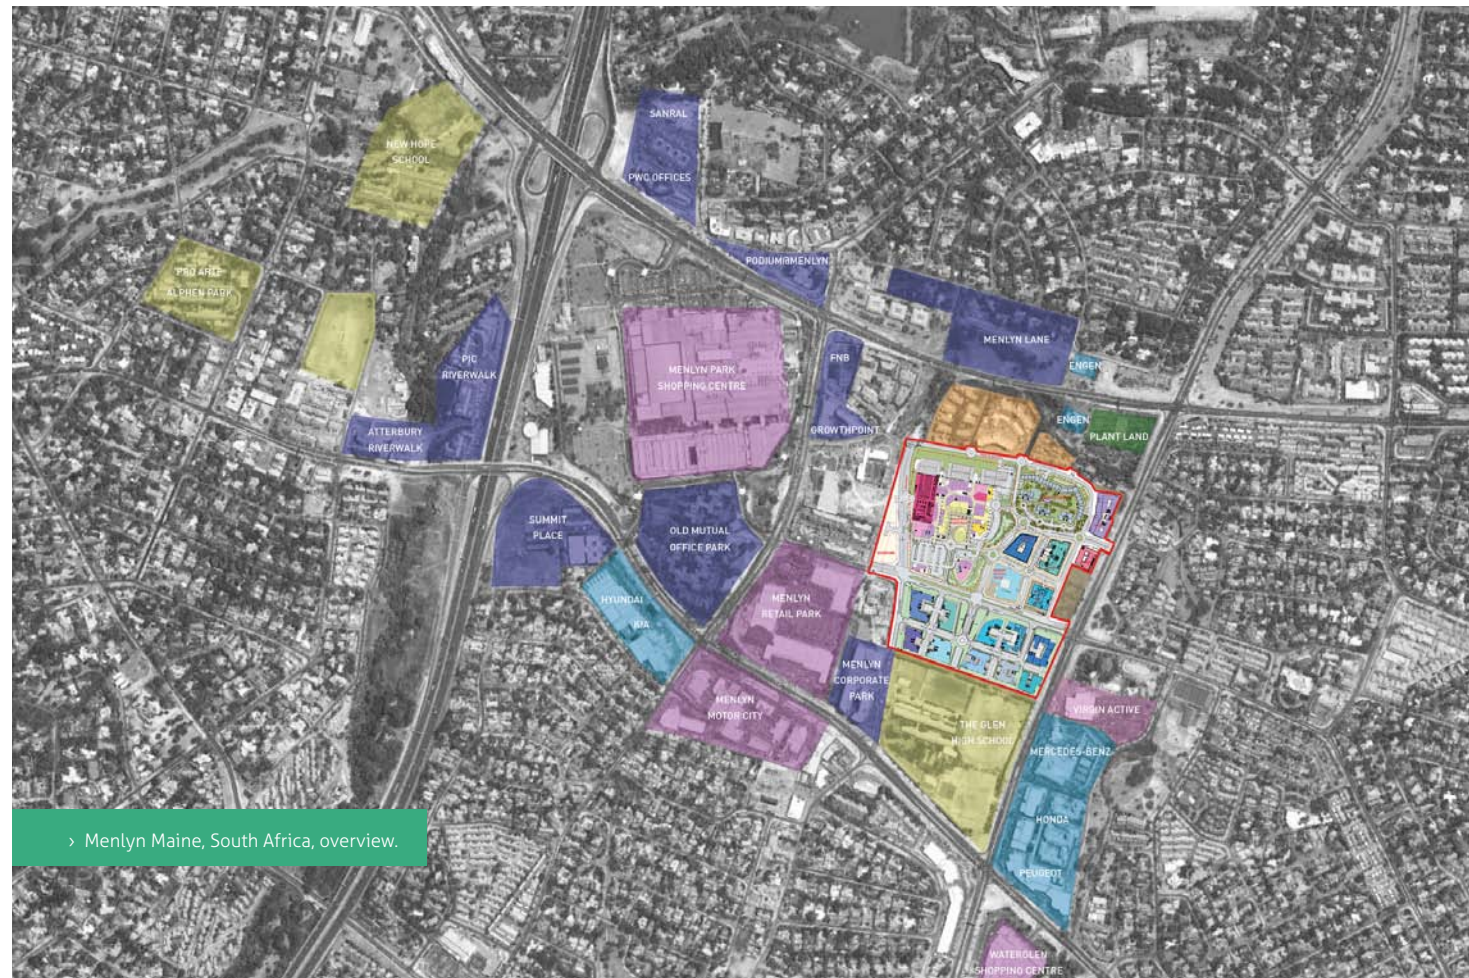 SANRAL
NEW HOPE
SCHOOL
PWC OFFICES
PODIUM@MENLYN
PRO ARTE
ALPHEN PARK
MENLYN LANE
PJC
RIVERWALK
FNB
ENGEN
MENLYN PARK
SHOPPING CENTRE
ENGEN
PLANT LAND
ATTERBURY
RIVERWALK
GROWTHPOINT
SUMMIT
PLACE
OLD MUTUAL
OFFICE PARK
HYUNDAI
KIA
MENLYN
RETAIL PARK
MENLYN
CORPORATE
PARK
MENLYN
MOTOR CITY
VIRGIN ACTIVE
THE GLEN
HIGH SCHOOL
MERCEDES-BENZ
HONDA
PEUGEOT
› Menlyn Maine, South Africa, overview.
WATERGLEN
SHOPPING CENTRE